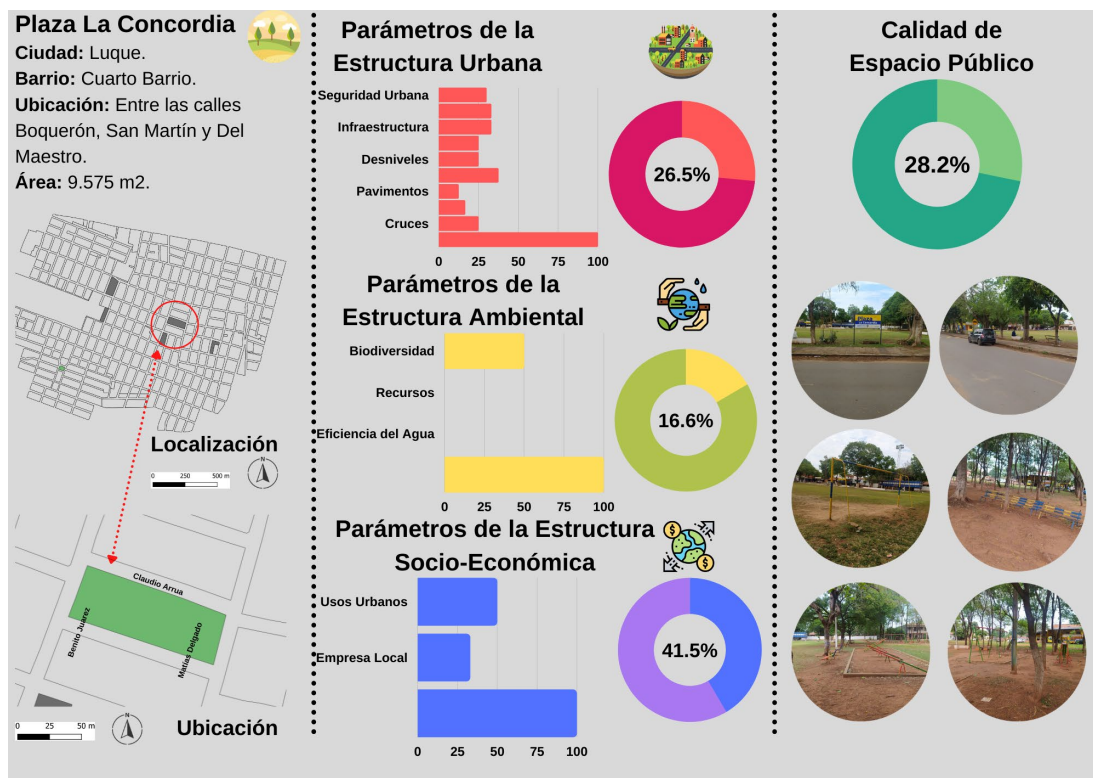 Plaza La Concordia
Ciudad: Luque.
Barrio: Cuarto Barrio.
Ubicación: Entre las calles
Boquerón, San Martín y Del
Maestro.
Área: 9.575 m2.
Localización
0 250 500 m
N
Claudio Arrua
Benito Juarez
Matías Delgado
0 25 50 m
N
Ubicación
Parámetros de la
Estructura Urbana
Seguridad Urbana
Infraestructura
Desniveles
Pavimentos
Cruces
0 25 50 75 100
26.5%
Parámetros de la
Estructura Ambiental
Biodiversidad
Recursos
Eficiencia del Agua
0 25 50 75 100
16.6%
Parámetros de la Estructura
Socio-Económica
Usos Urbanos
Empresa Local
0 25 50 75 100
41.5%
Calidad de
Espacio Público
28.2%